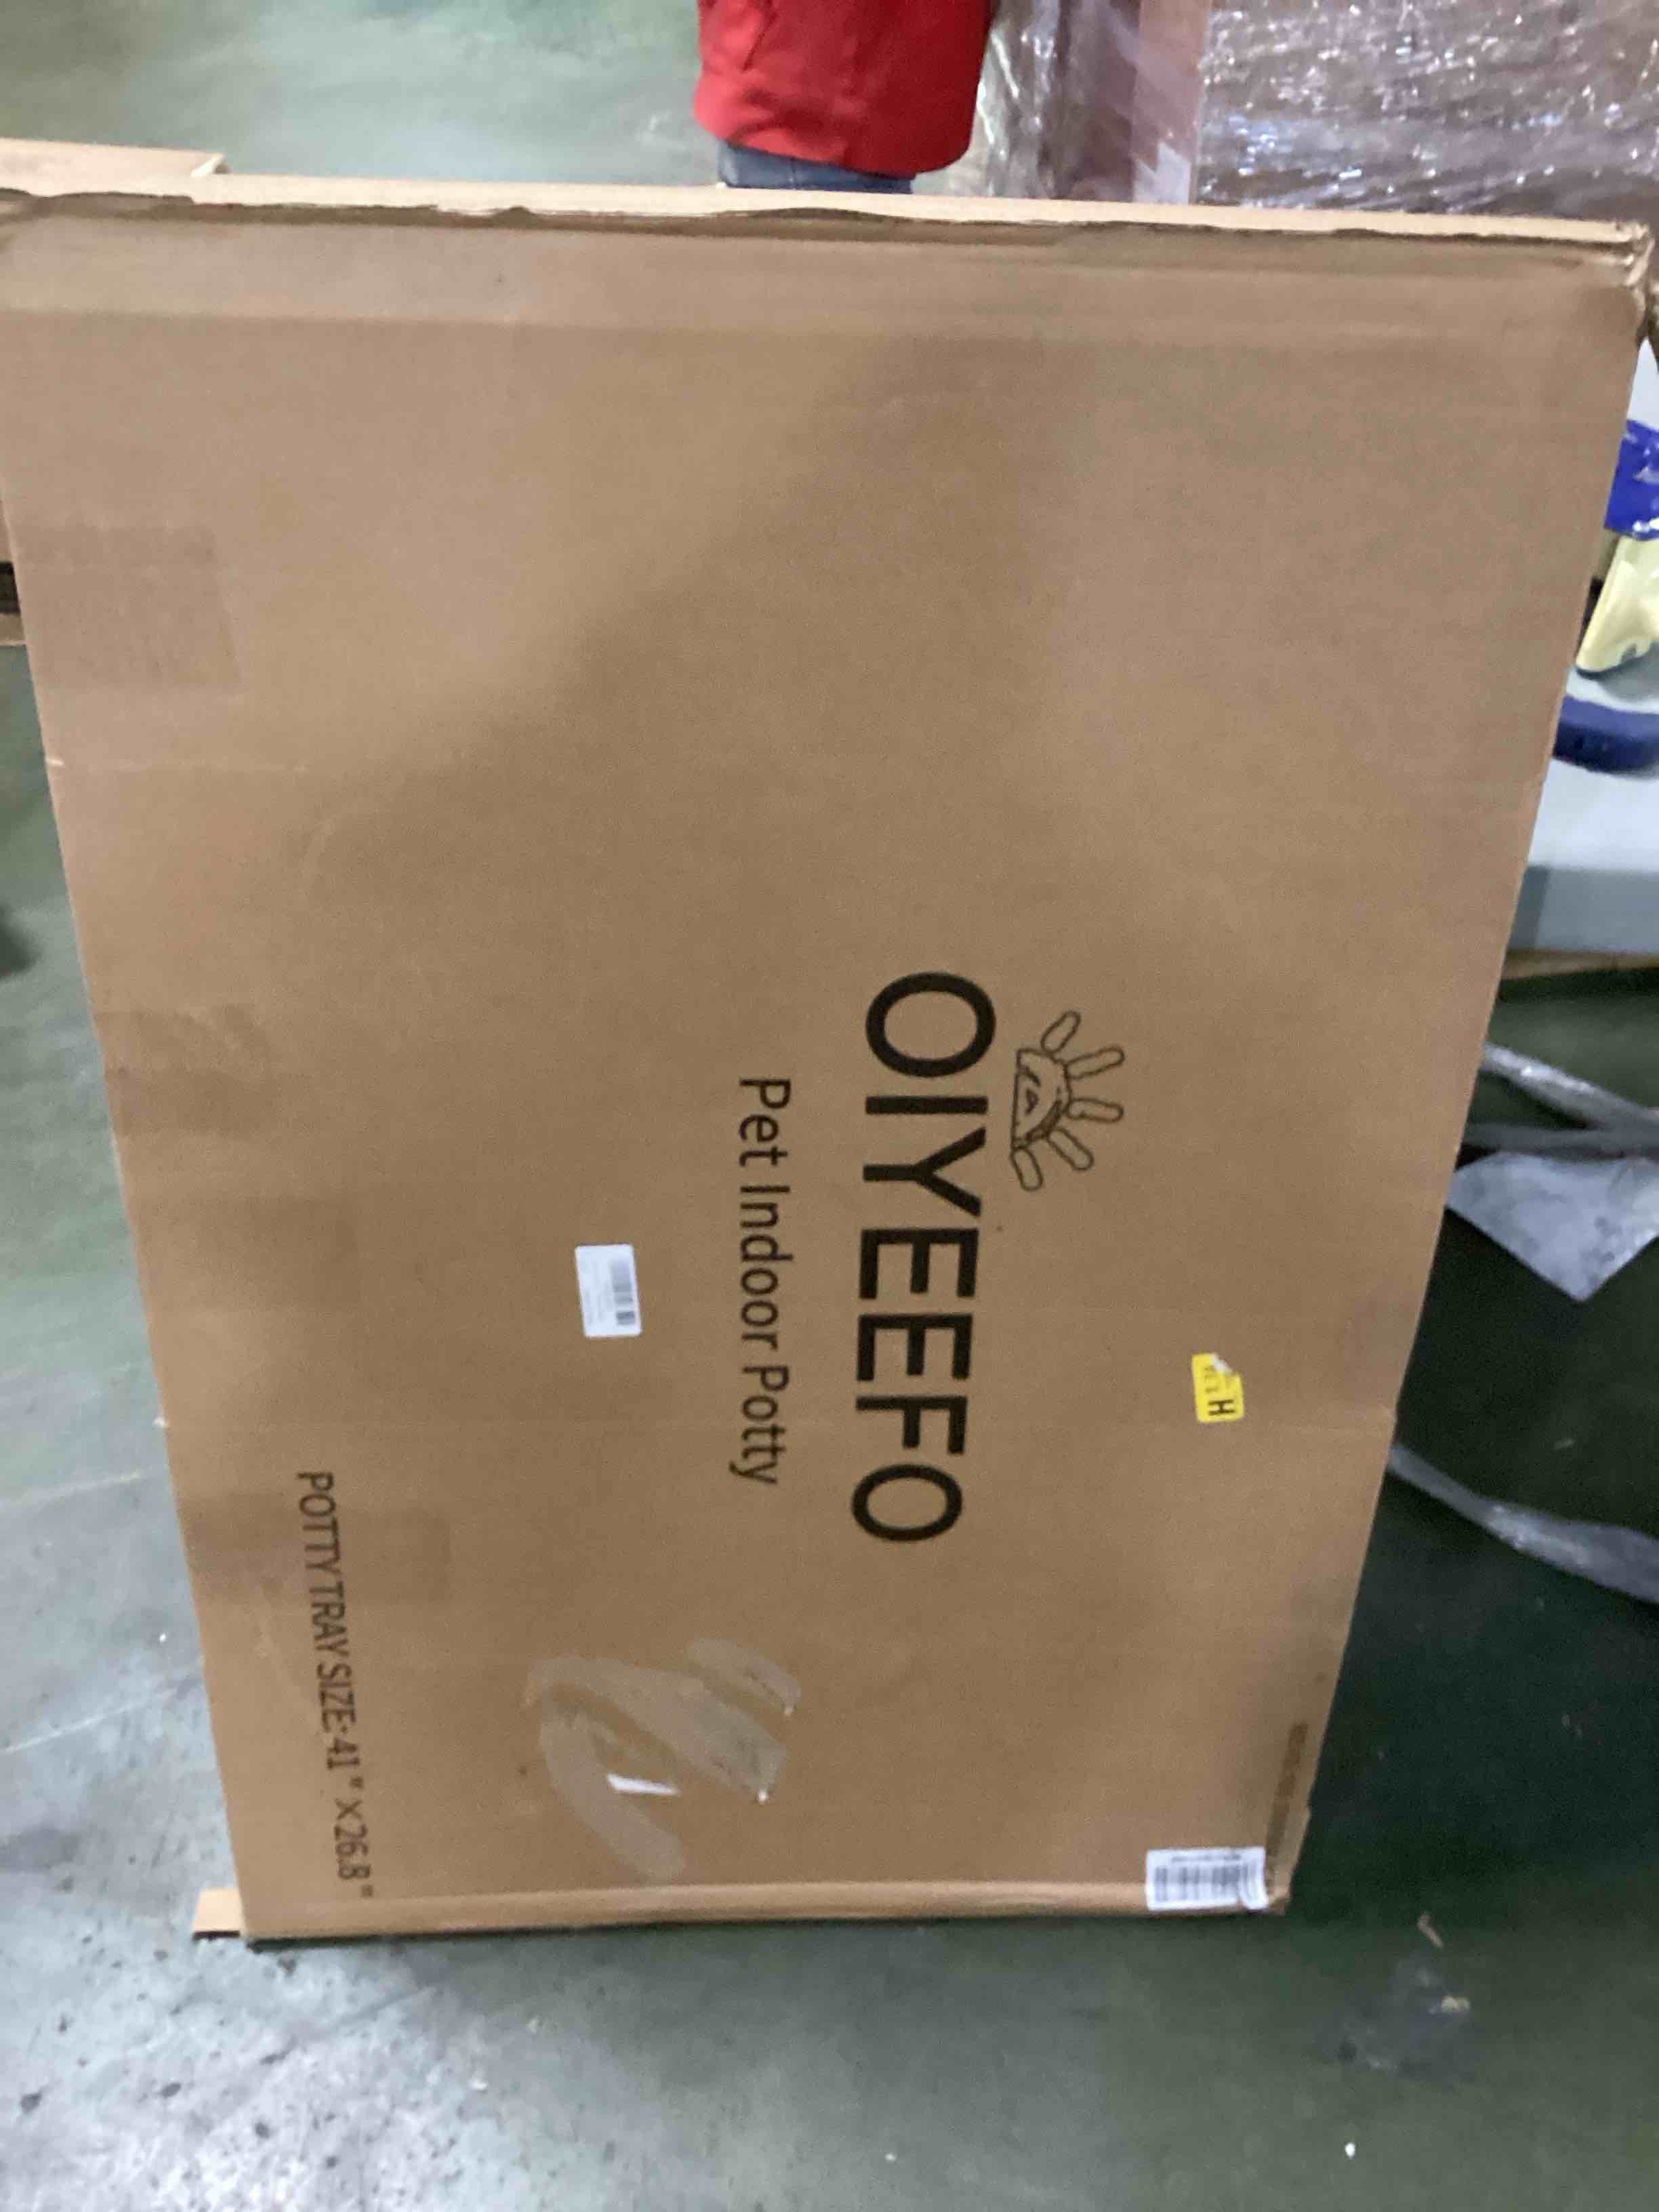 OIYEEFO
Pet Indoor Potty
POTTY TRAY SIZE: 41" X 26.8"
H